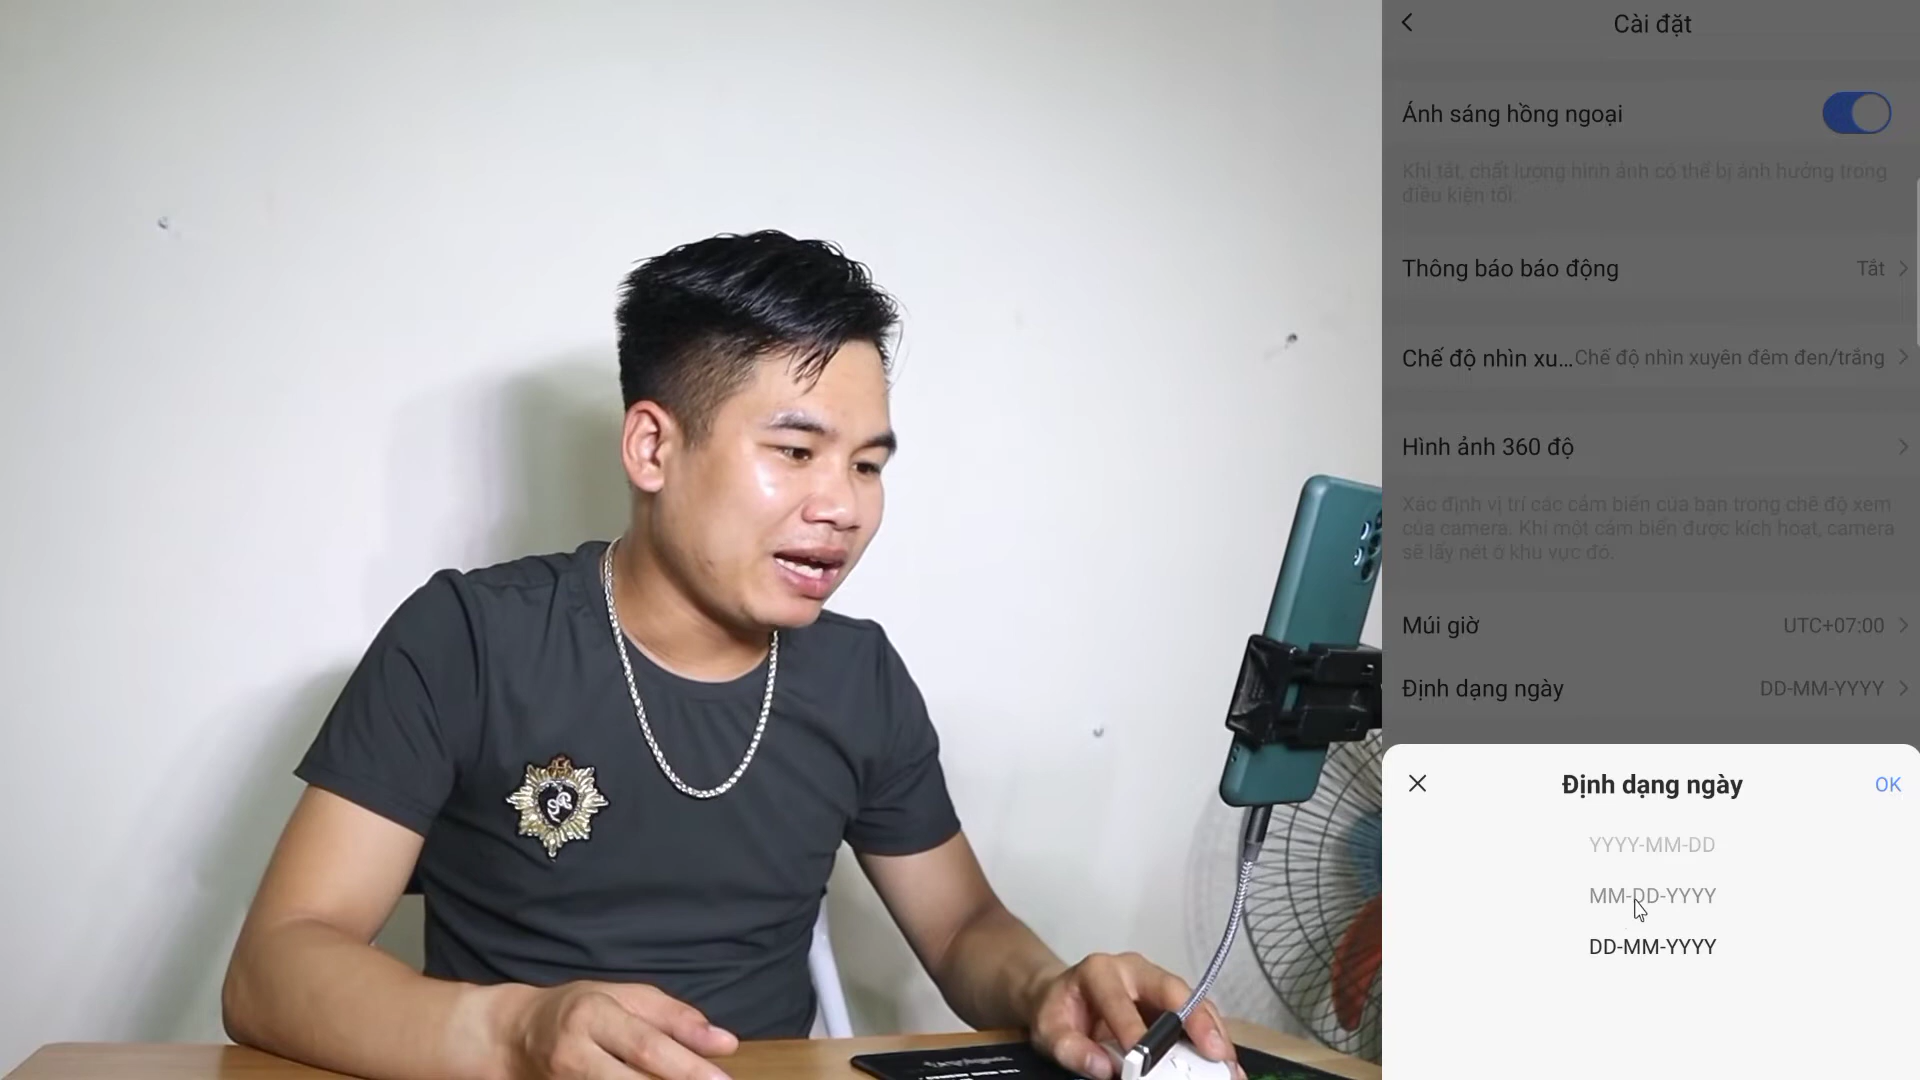 Cài đặt
Ánh sáng hồng ngoại
Khi tắt, chất lượng hình ảnh có thể bị ảnh hưởng trong
điều kiện tối.
Thông báo báo động
Tắt
Chế độ nhìn xu...
Chế độ nhìn xuyên đêm đen/trắng
Hình ảnh 360 độ
Xác định vị trí các cảm biến của bạn trong chế độ xem
của camera. Khi một cảm biến được kích hoạt, camera
sẽ lấy nét ở khu vực đó.
Múi giờ
UTC+07:00
Định dạng ngày
DD-MM-YYYY
Định dạng ngày
OK
YYYY-MM-DD
MM-DD-YYYY
DD-MM-YYYY